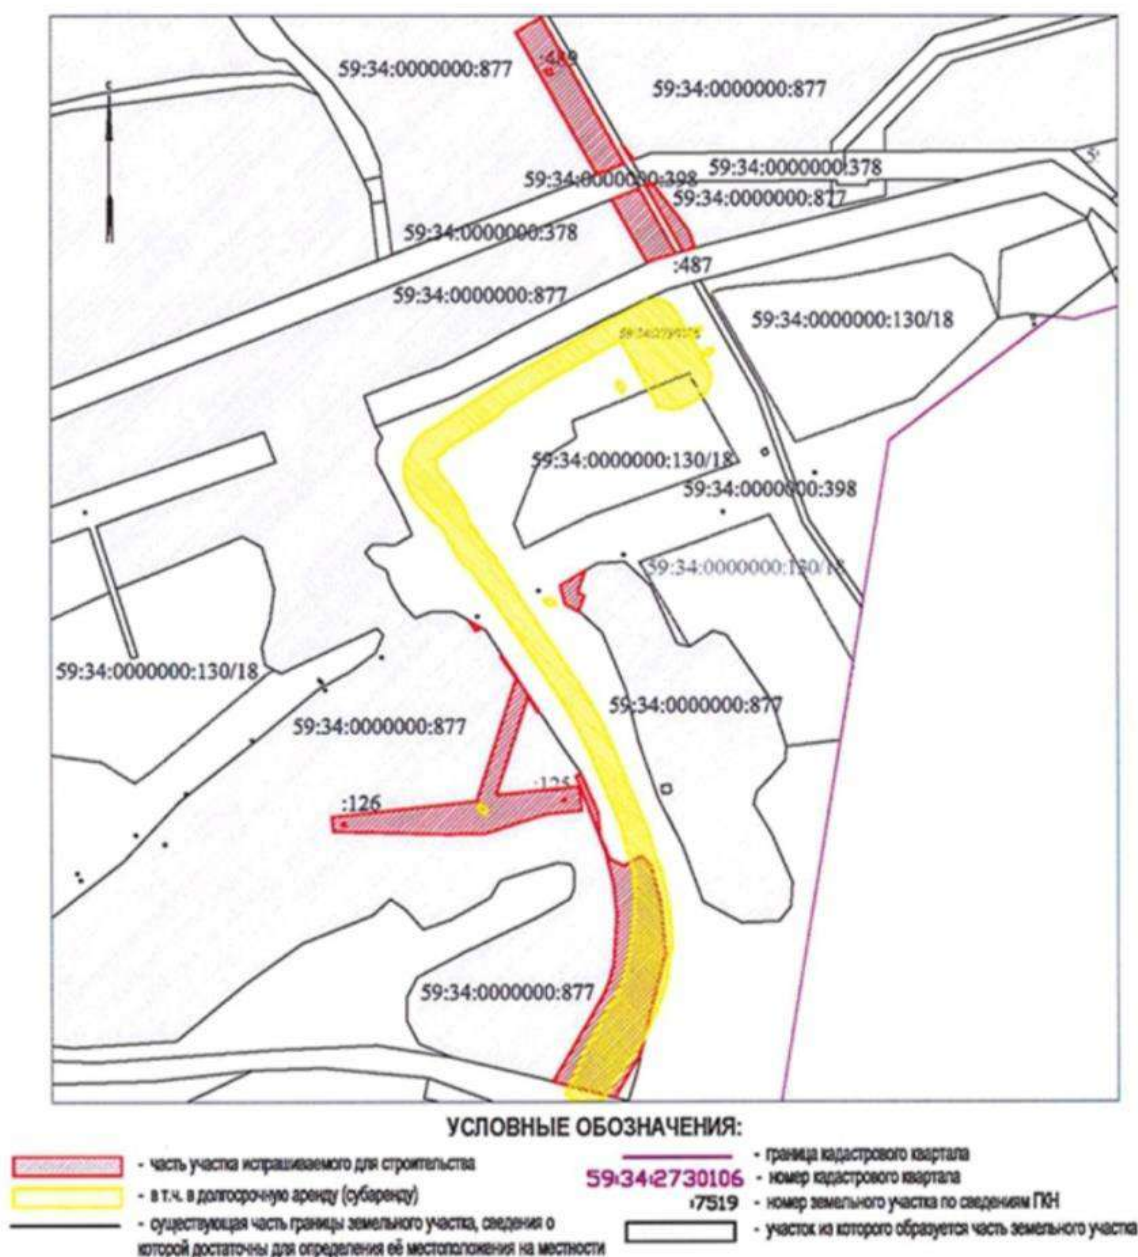 59:34:0000000:877
59:34:0000000:877
59:34:0000000:378
59:34:0000000:398
59:34:0000000:877
59:34:0000000:378
:487
59:34:0000000:877
59:34:0000000:130/18
59:34:0000000:130/18
59:34:0000000:398
59:34:0000000:130/18
59:34:0000000:130/18
59:34:0000000:877
59:34:0000000:877
:125
:126
59:34:0000000:877
УСЛОВНЫЕ ОБОЗНАЧЕНИЯ:
- часть участка испрашиваемого для строительства
- в т.ч. в долгосрочную аренду (субаренду)
- существующая часть границы земельного участка, сведения о
которой достаточны для определения её местоположения на местности
- граница кадастрового квартала
59:34:2730106 - номер кадастрового квартала
:7519 - номер земельного участка по сведениям ГКН
- участок из которого образуется часть земельного участка